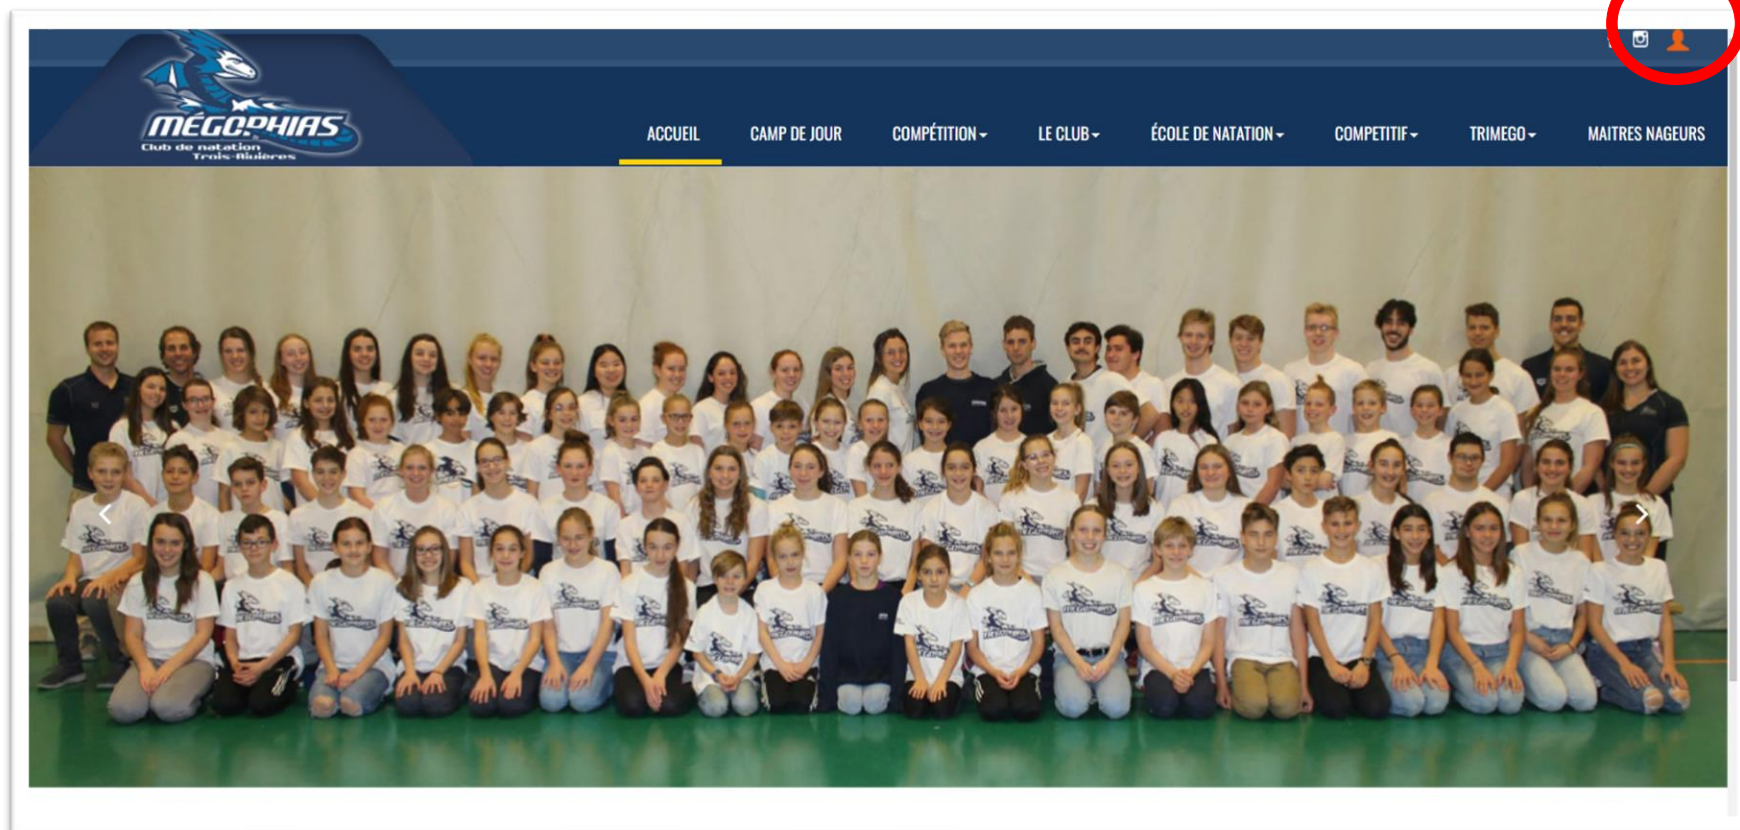 MÉGOPHIAS
Club de natation
Trois-Rivières
ACCUEIL
CAMP DE JOUR
COMPÉTITION
LE CLUB
ÉCOLE DE NATATION
COMPETITIF
TRIMEGO
MAITRES NAGEURS